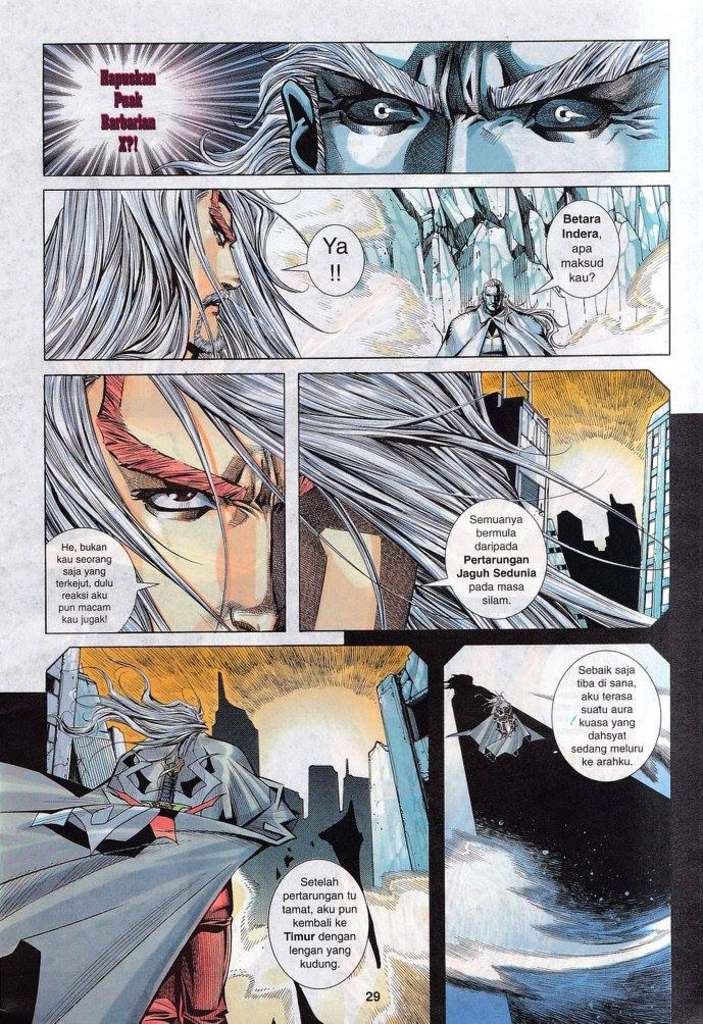 Hapuskan
Puak
Barbarian
X?!
Ya
!!
Betara
Indera,
apa
maksud
kau?
He, bukan
kau seorang
saja yang
terkejut, dulu
reaksi aku
pun macam
kau jugak!
Semuanya
bermula
daripada
Pertarungan
Jaguh Sedunia
pada masa
silam.
Setelah
pertarungan tu
tamat, aku pun
kembali ke
Timur dengan
lengan yang
kudung.
Sebaik saja
tiba di sana,
aku terasa
suatu aura
kuasa yang
dahsyat
sedang meluru
ke arahku.
29